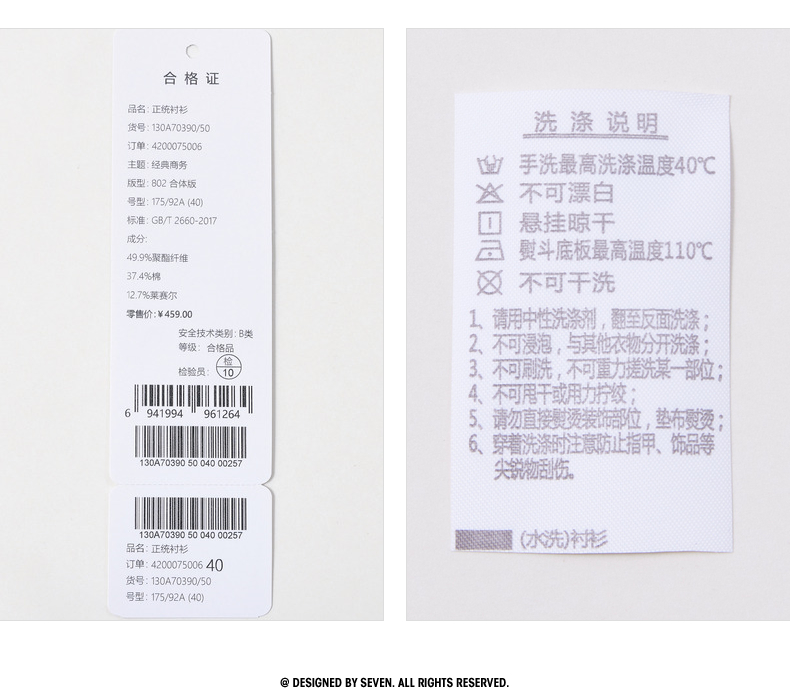 合格证
品名: 正统衬衫
货号: 130A70390/50
订单: 4200075006
主题: 经典商务
版型: 802 合体版
号型: 175/92A (40)
标准: GB/T 2660-2017
成分:
49.9%聚酯纤维
37.4%棉
12.7%莱赛尔
零售价: ¥ 459.00
安全技术类别: B类
等级: 合格品
检验员: 检 10
6 941994 961264
130A70390 50 040 00257
130A70390 50 040 00257
品名: 正统衬衫
订单: 4200075006 40
货号: 130A70390/50
号型: 175/92A (40)
洗涤说明
手洗最高洗涤温度40℃
不可漂白
悬挂晾干
熨斗底板最高温度110℃
不可干洗
1、请用中性洗涤剂，翻至反面洗涤；
2、不可浸泡，与其他衣物分开洗涤；
3、不可刷洗，不可重力搓洗某一部位；
4、不可甩干或用力拧绞；
5、请勿直接熨烫装饰部位，垫布熨烫；
6、穿着洗涤时注意防止指甲、饰品等
尖锐物刮伤。
(水洗)衬衫
@ DESIGNED BY SEVEN. ALL RIGHTS RESERVED.